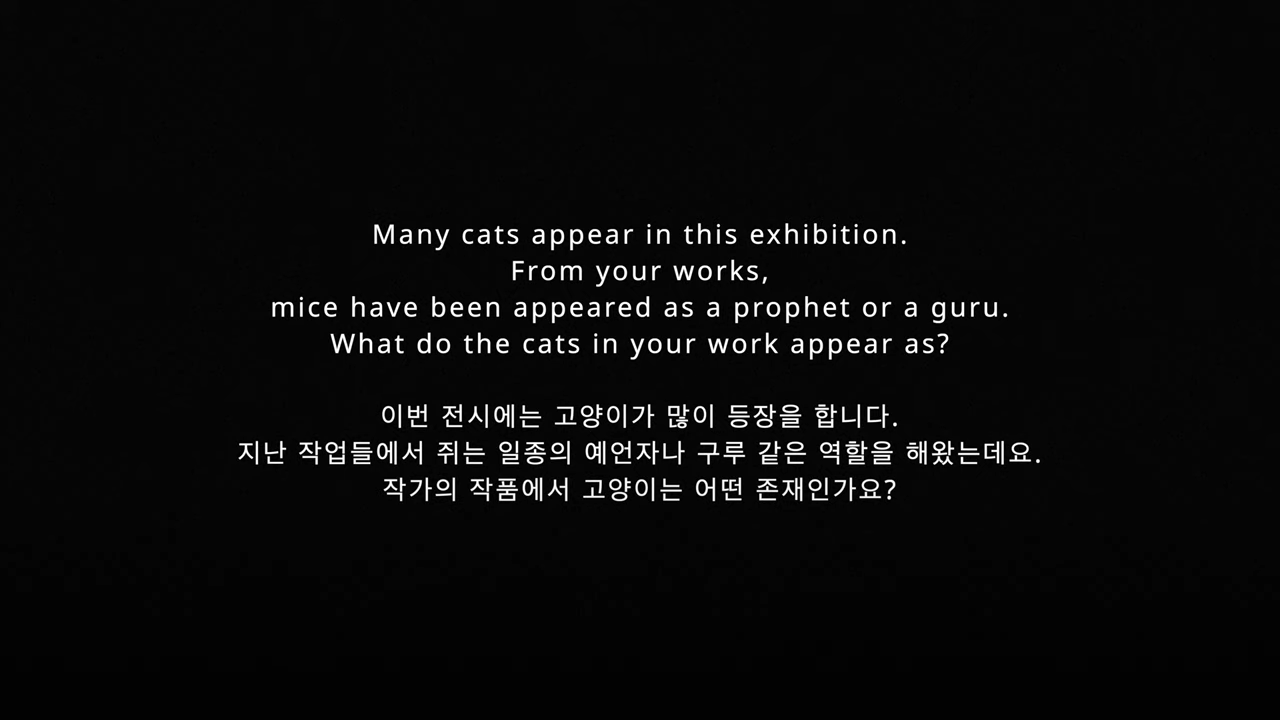 Many cats appear in this exhibition.
From your works,
mice have been appeared as a prophet or a guru.
What do the cats in your work appear as?
이번 전시에는 고양이가 많이 등장을 합니다.
지난 작업들에서 쥐는 일종의 예언자나 구루 같은 역할을 해왔는데요.
작가의 작품에서 고양이는 어떤 존재인가요?